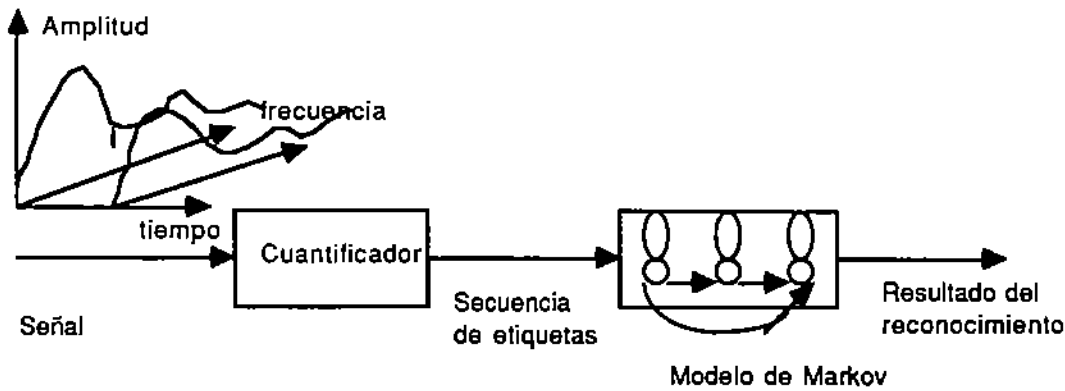 Amplitud
frecuencia
tiempo
Cuantificador
Señal
Secuencia
de etiquetas
Resultado del
reconocimiento
Modelo de Markov